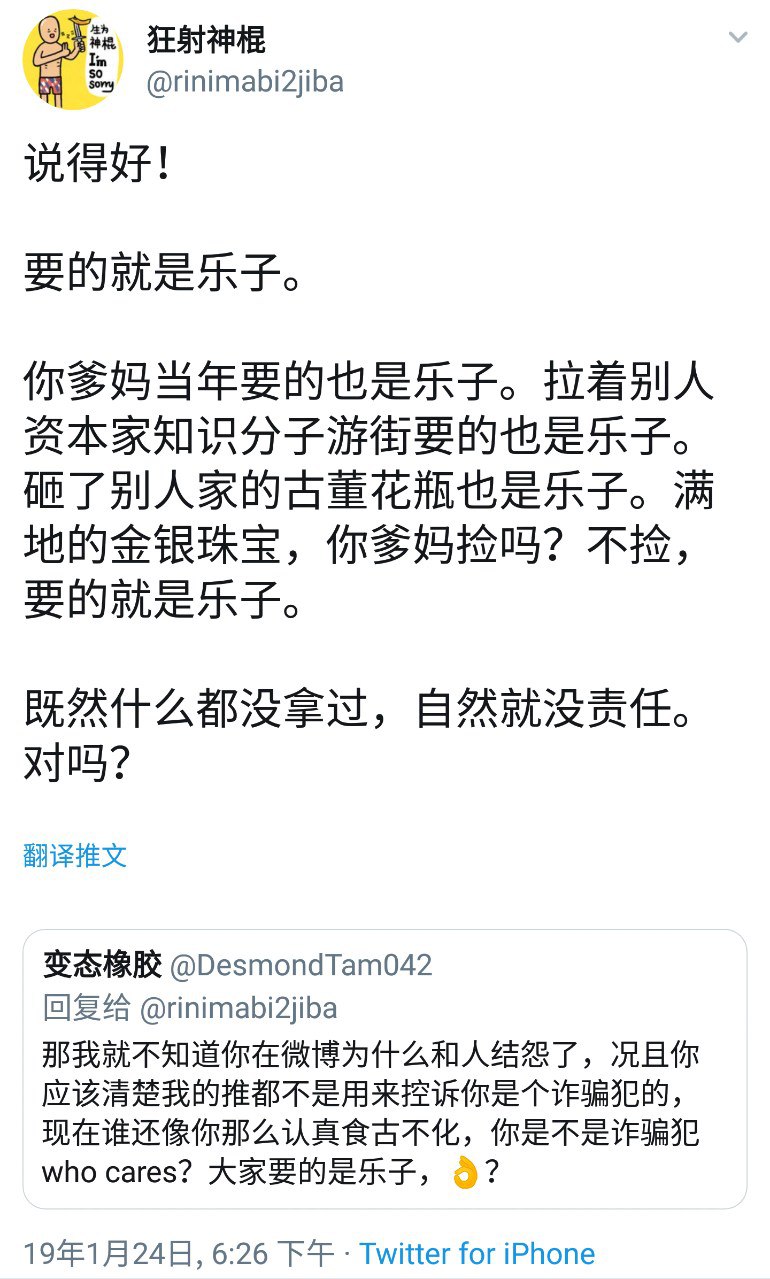 生为
神棍
I'm
so
sorry
狂射神棍
@rinimabi2jiba
说得好！
要的就是乐子。
你爹妈当年要的也是乐子。拉着别人
资本家知识分子游街要的也是乐子。
砸了别人家的古董花瓶也是乐子。满
地的金银珠宝，你爹妈捡吗？不捡，
要的就是乐子。
既然什么都没拿过，自然就没责任。
对吗？
翻译推文
变态橡胶 @DesmondTam042
回复给 @rinimabi2jiba
那我就不知道你在微博为什么和人结怨了，况且你
应该清楚我的推都不是用来控诉你是个诈骗犯的，
现在谁还像你那么认真食古不化，你是不是诈骗犯
who cares？大家要的是乐子，👌？
19年1月24日, 6:26 下午 · Twitter for iPhone